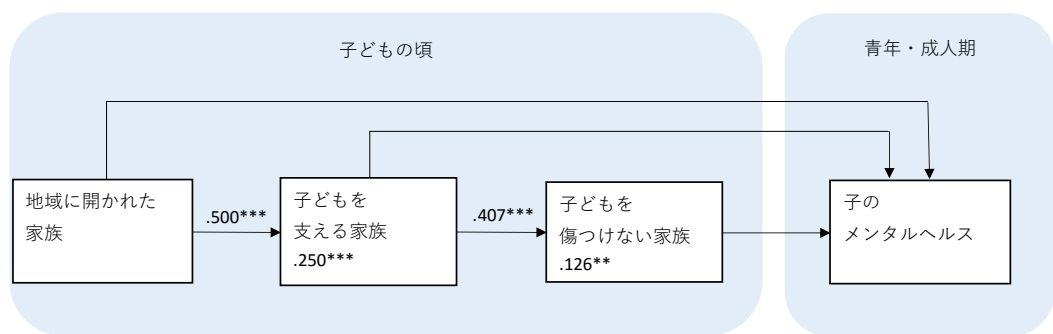 子どもの頃
青年・成人期
地域に開かれた
家族
.500***
子どもを
支える家族
.250***
.407***
子どもを
傷つけない家族
.126**
子の
メンタルヘルス